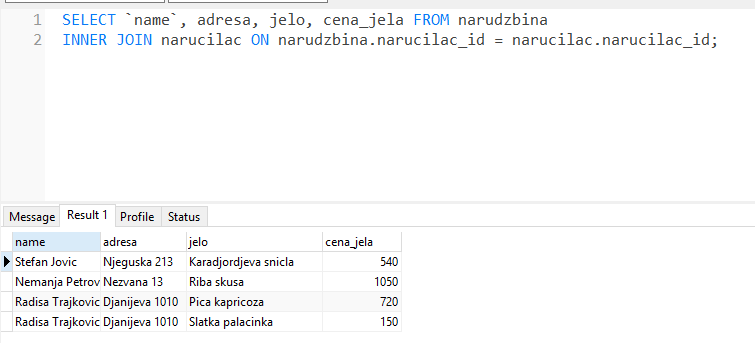 1 SELECT `name`, adresa, jelo, cena_jela FROM narudzbina
2 INNER JOIN narucilac ON narudzbina.narucilac_id = narucilac.narucilac_id;
Message Result 1 Profile Status
name adresa jelo cena_jela
Stefan Jovic Njeguska 213 Karadjordjeva snicla 540
Nemanja Petrov Nezvana 13 Riba skusa 1050
Radisa Trajkovic Djanijeva 1010 Pica kapricoza 720
Radisa Trajkovic Djanijeva 1010 Slatka palacinka 150